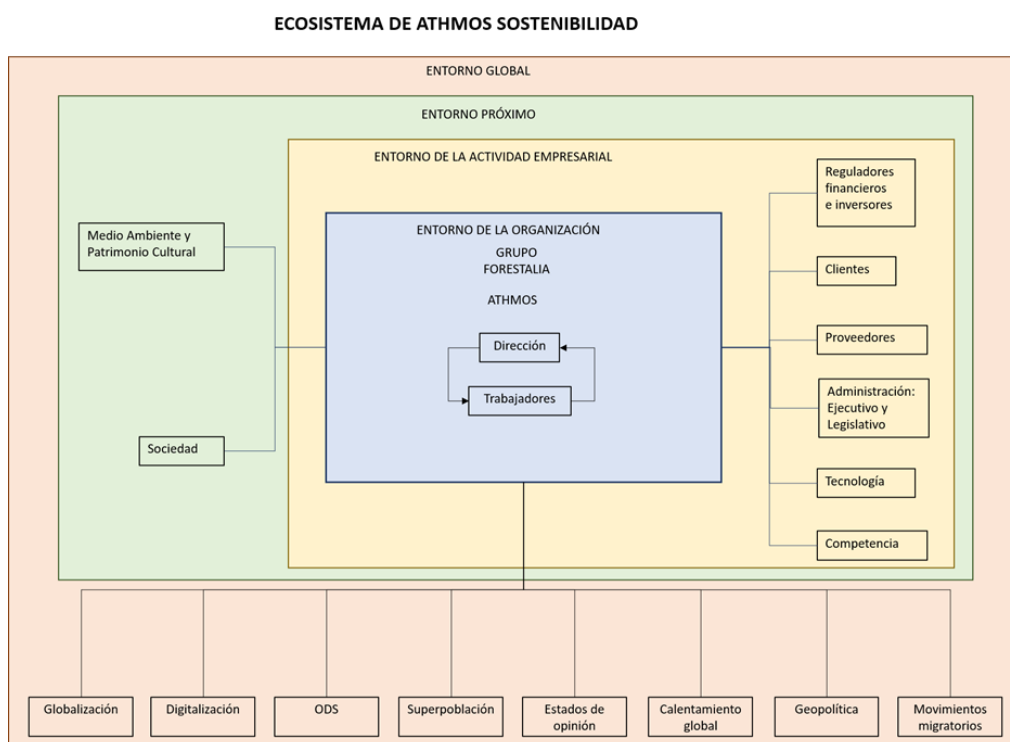 ECOSISTEMA DE ATHMOS SOSTENIBILIDAD
ENTORNO GLOBAL
ENTORNO PRÓXIMO
ENTORNO DE LA ACTIVIDAD EMPRESARIAL
Medio Ambiente y
Patrimonio Cultural
Sociedad
ENTORNO DE LA ORGANIZACIÓN
GRUPO
FORESTALIA
ATHMOS
Dirección
Trabajadores
Reguladores
financieros
e inversores
Clientes
Proveedores
Administración:
Ejecutivo y
Legislativo
Tecnología
Competencia
Globalización
Digitalización
ODS
Superpoblación
Estados de
opinión
Calentamiento
global
Geopolítica
Movimientos
migratorios